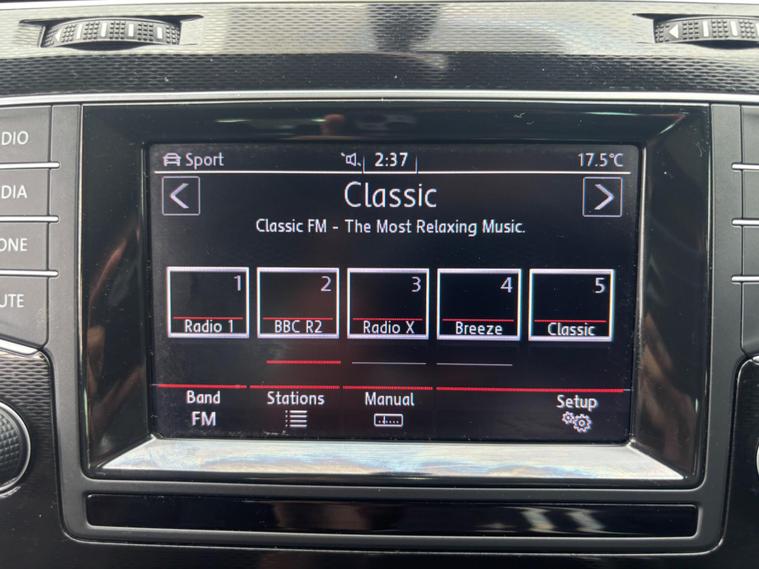 Sport 2:37 17.5°C
Classic
Classic FM - The Most Relaxing Music.
1 2 3 4 5
Radio 1 BBC R2 Radio X Breeze Classic
Band Stations Manual Setup
FM
DIO
DIA
ONE
UTE